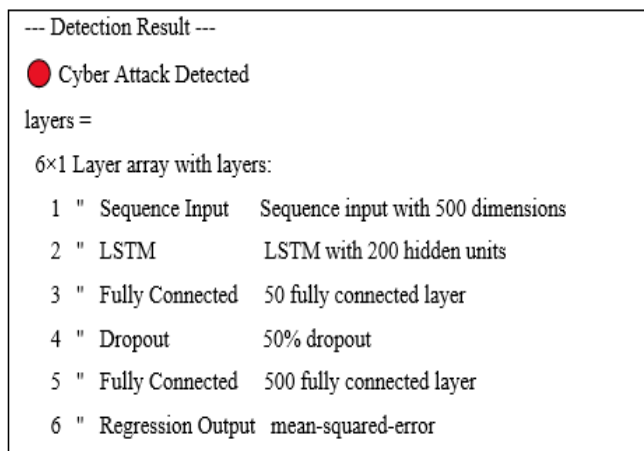 --- Detection Result ---
Cyber Attack Detected
layers =
6×1 Layer array with layers:
1 " Sequence Input Sequence input with 500 dimensions
2 " LSTM LSTM with 200 hidden units
3 " Fully Connected 50 fully connected layer
4 " Dropout 50% dropout
5 " Fully Connected 500 fully connected layer
6 " Regression Output mean-squared-error